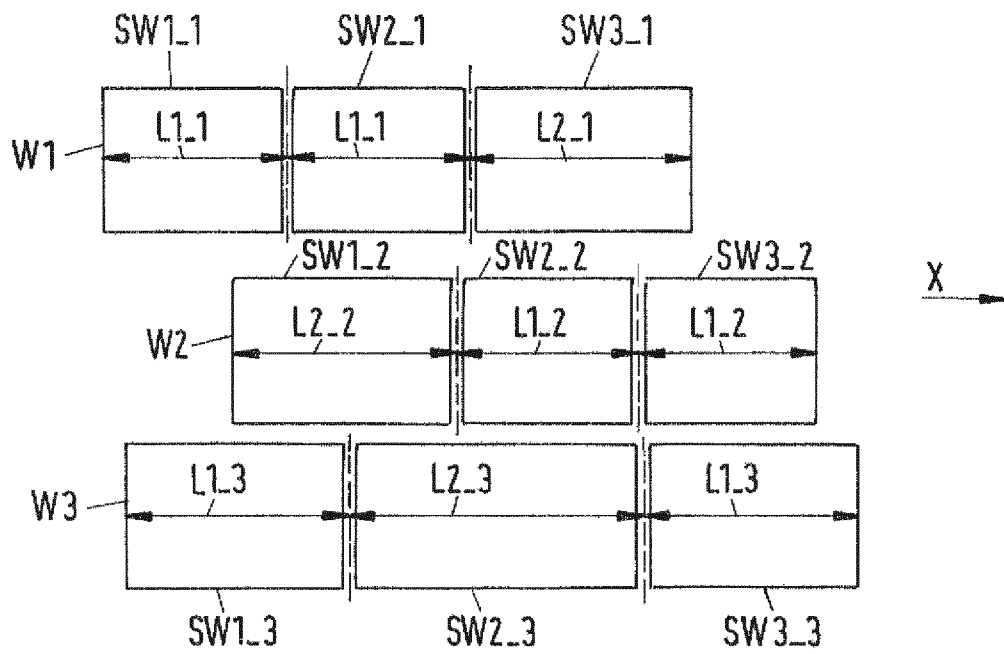 SW1_1 SW2_1 SW3_1
L1_1 L1_1 L2_1
W1
SW1_2 SW2_2 SW3_2
X
L2_2 L1_2 L1_2
W2
L1_3 L2_3 L1_3
W3
SW1_3 SW2_3 SW3_3